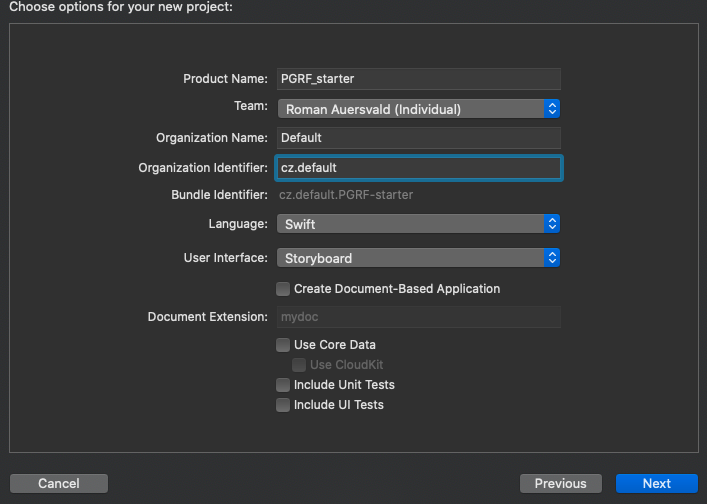 Choose options for your new project:
Product Name: PGRF_starter
Team: Roman Auersvald (Individual)
Organization Name: Default
Organization Identifier: cz.default
Bundle Identifier: cz.default.PGRF-starter
Language: Swift
User Interface: Storyboard
Create Document-Based Application
Document Extension: mydoc
Use Core Data
Use CloudKit
Include Unit Tests
Include UI Tests
Cancel Previous Next